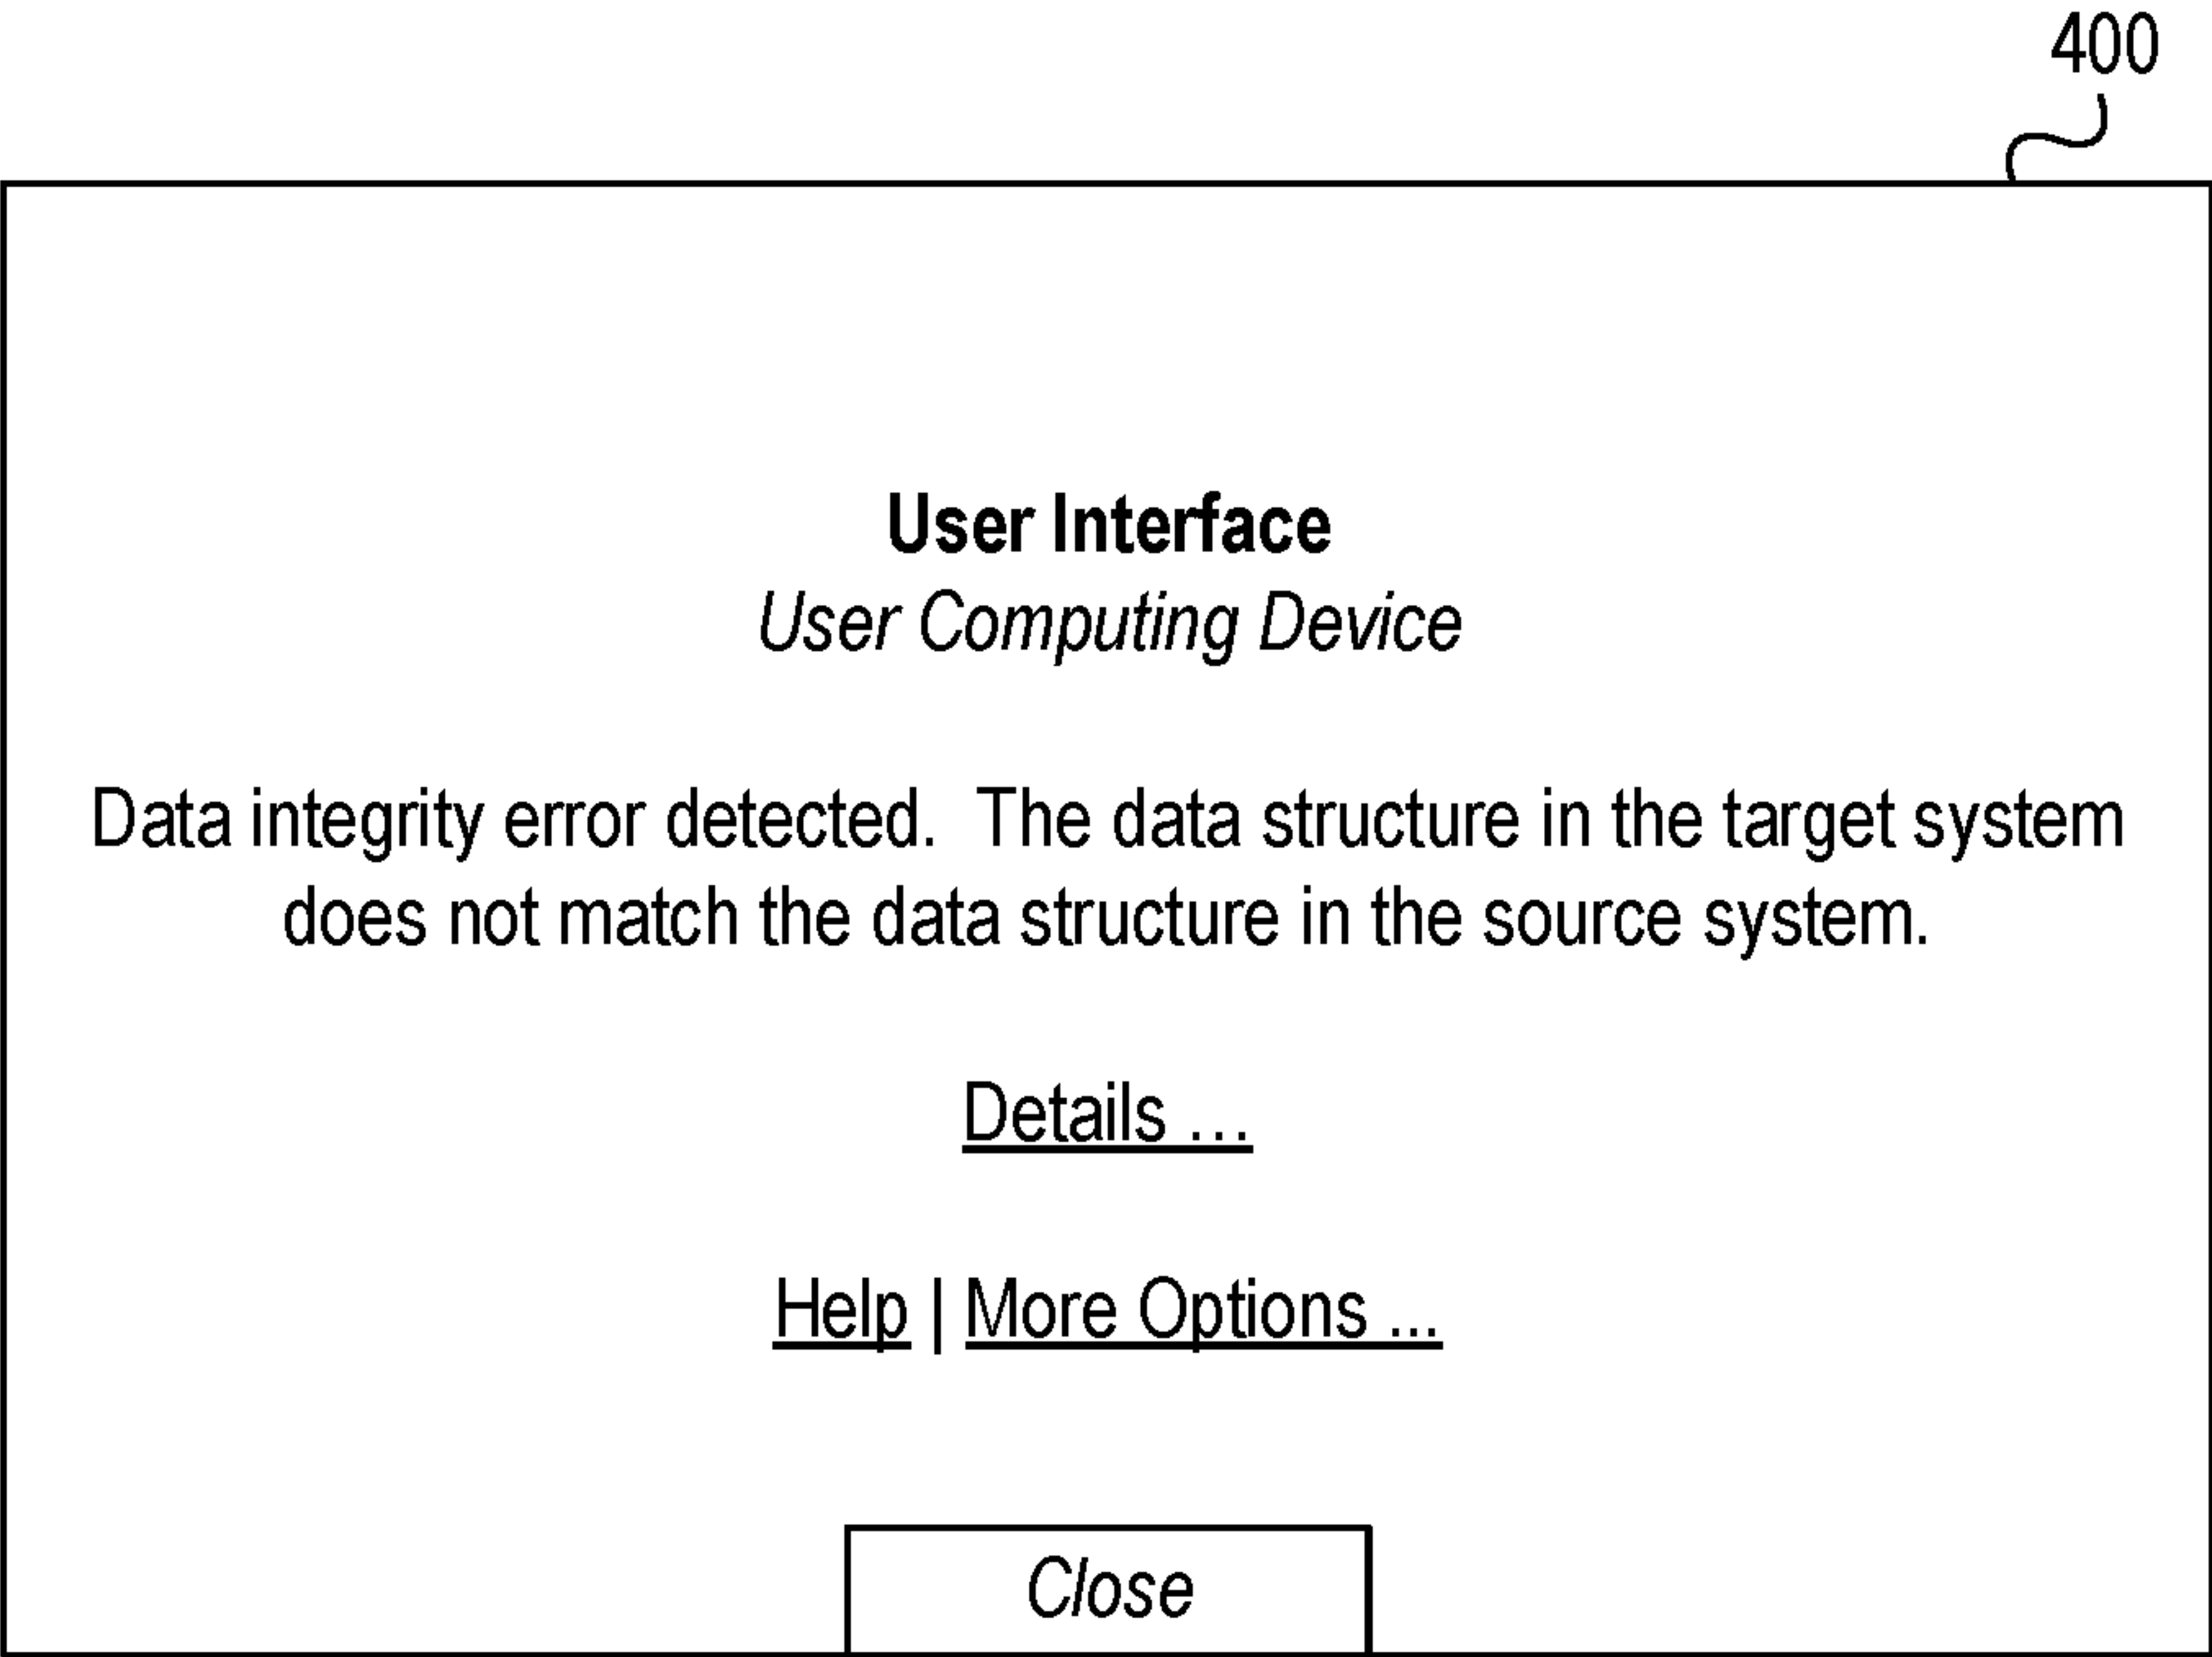 400
User Interface
User Computing Device
Data integrity error detected.  The data structure in the target system
does not match the data structure in the source system.
Details ...
Help | More Options ...
Close